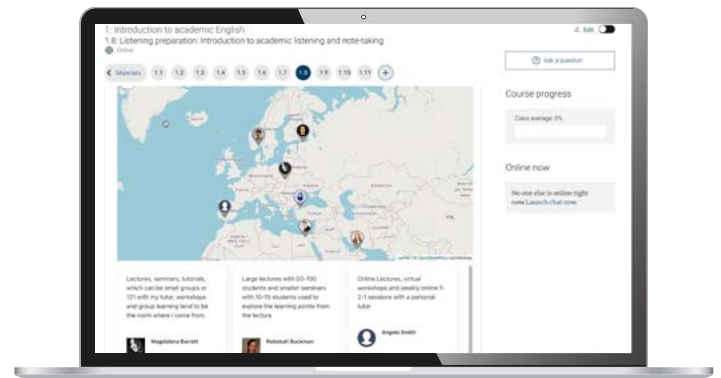 1: Introduction to academic English
1.8: Listening preparation: Introduction to academic listening and note-taking
Online
Edit
Materials 1.1 1.2 1.3 1.4 1.5 1.6 1.7 1.8 1.9 1.10 1.11 +
Ask a question
Course progress
Class average: 0%
Online now
No one else is online right
now. Launch chat now.
Lectures, seminars, tutorials,
which can be small groups or
121 with my tutor, workshops
and group learning tend to be
the norm where I come from.
Magdalena Barrett
Large lectures with 50-100
students and smaller seminars
with 10-15 students used to
explore the learning points from
the lecture
Rebekah Buckman
Online Lectures, virtual
workshops and weekly online 1-
2-1 sessions with a personal
tutor
Angela Smith